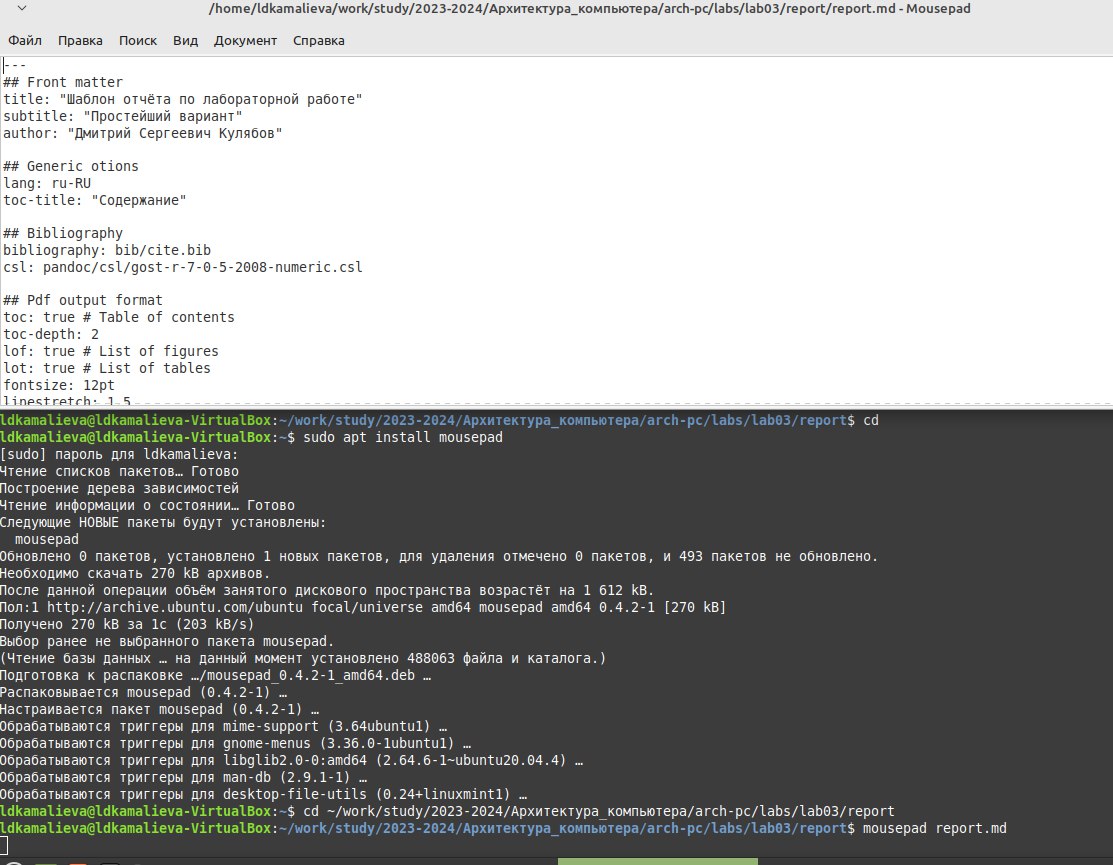 /home/ldkamalieva/work/study/2023-2024/Архитектура_компьютера/arch-pc/labs/lab03/report/report.md - Mousepad
Файл Правка Поиск Вид Документ Справка
---
## Front matter
title: "Шаблон отчёта по лабораторной работе"
subtitle: "Простейший вариант"
author: "Дмитрий Сергеевич Кулябов"
## Generic otions
lang: ru-RU
toc-title: "Содержание"
## Bibliography
bibliography: bib/cite.bib
csl: pandoc/csl/gost-r-7-0-5-2008-numeric.csl
## Pdf output format
toc: true # Table of contents
toc-depth: 2
lof: true # List of figures
lot: true # List of tables
fontsize: 12pt
linestretch: 1.5
ldkamalieva@ldkamalieva-VirtualBox:~/work/study/2023-2024/Архитектура_компьютера/arch-pc/labs/lab03/report$ cd
ldkamalieva@ldkamalieva-VirtualBox:~$ sudo apt install mousepad
[sudo] пароль для ldkamalieva:
Чтение списков пакетов… Готово
Построение дерева зависимостей
Чтение информации о состоянии… Готово
Следующие НОВЫЕ пакеты будут установлены:
mousepad
Обновлено 0 пакетов, установлено 1 новых пакетов, для удаления отмечено 0 пакетов, и 493 пакетов не обновлено.
Необходимо скачать 270 kB архивов.
После данной операции объём занятого дискового пространства возрастёт на 1 612 kB.
Пол:1 http://archive.ubuntu.com/ubuntu focal/universe amd64 mousepad amd64 0.4.2-1 [270 kB]
Получено 270 kB за 1с (203 kB/s)
Выбор ранее не выбранного пакета mousepad.
(Чтение базы данных … на данный момент установлено 488063 файла и каталога.)
Подготовка к распаковке …/mousepad_0.4.2-1_amd64.deb …
Распаковывается mousepad (0.4.2-1) …
Настраивается пакет mousepad (0.4.2-1) …
Обрабатываются триггеры для mime-support (3.64ubuntu1) …
Обрабатываются триггеры для gnome-menus (3.36.0-1ubuntu1) …
Обрабатываются триггеры для libglib2.0-0:amd64 (2.64.6-1~ubuntu20.04.4) …
Обрабатываются триггеры для man-db (2.9.1-1) …
Обрабатываются триггеры для desktop-file-utils (0.24+linuxmint1) …
ldkamalieva@ldkamalieva-VirtualBox:~$ cd ~/work/study/2023-2024/Архитектура_компьютера/arch-pc/labs/lab03/report
ldkamalieva@ldkamalieva-VirtualBox:~/work/study/2023-2024/Архитектура_компьютера/arch-pc/labs/lab03/report$ mousepad report.md